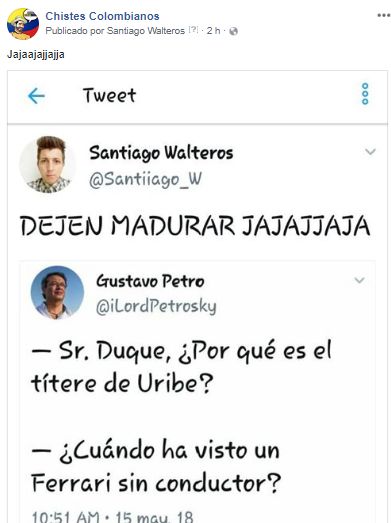 Chistes Colombianos
Publicado por Santiago Walteros [?] · 2 h ·
Jajaajajjajja
Tweet
Santiago Walteros
@Santiiago_W
DEJEN MADURAR JAJAJJAJA
Gustavo Petro
@iLordPetrosky
— Sr. Duque, ¿Por qué es el
títere de Uribe?
— ¿Cuándo ha visto un
Ferrari sin conductor?
10:51 AM · 15 may. 18